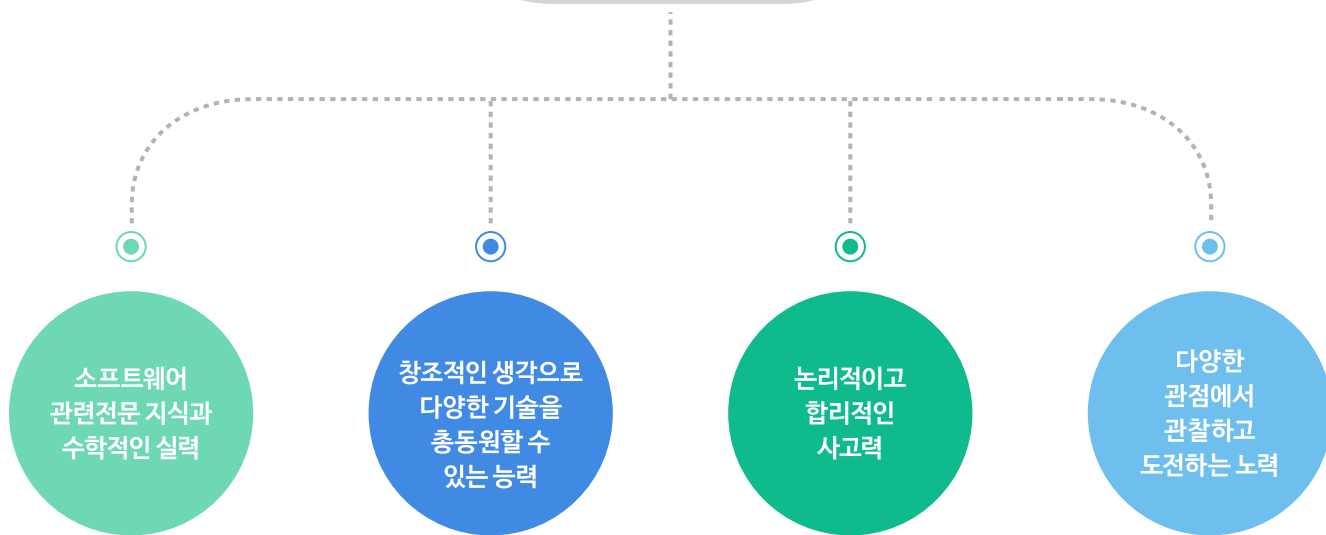 소프트웨어
관련전문 지식과
수학적인 실력
창조적인 생각으로
다양한 기술을
총동원할 수
있는 능력
논리적이고
합리적인
사고력
다양한
관점에서
관찰하고
도전하는 노력